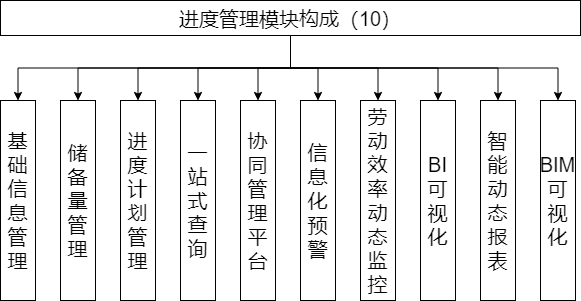 进度管理模块构成（10）
基础信息管理
储备量管理
进度计划管理
一站式查询
协同管理平台
信息化预警
劳动效率动态监控
BI可视化
智能动态报表
BIM可视化